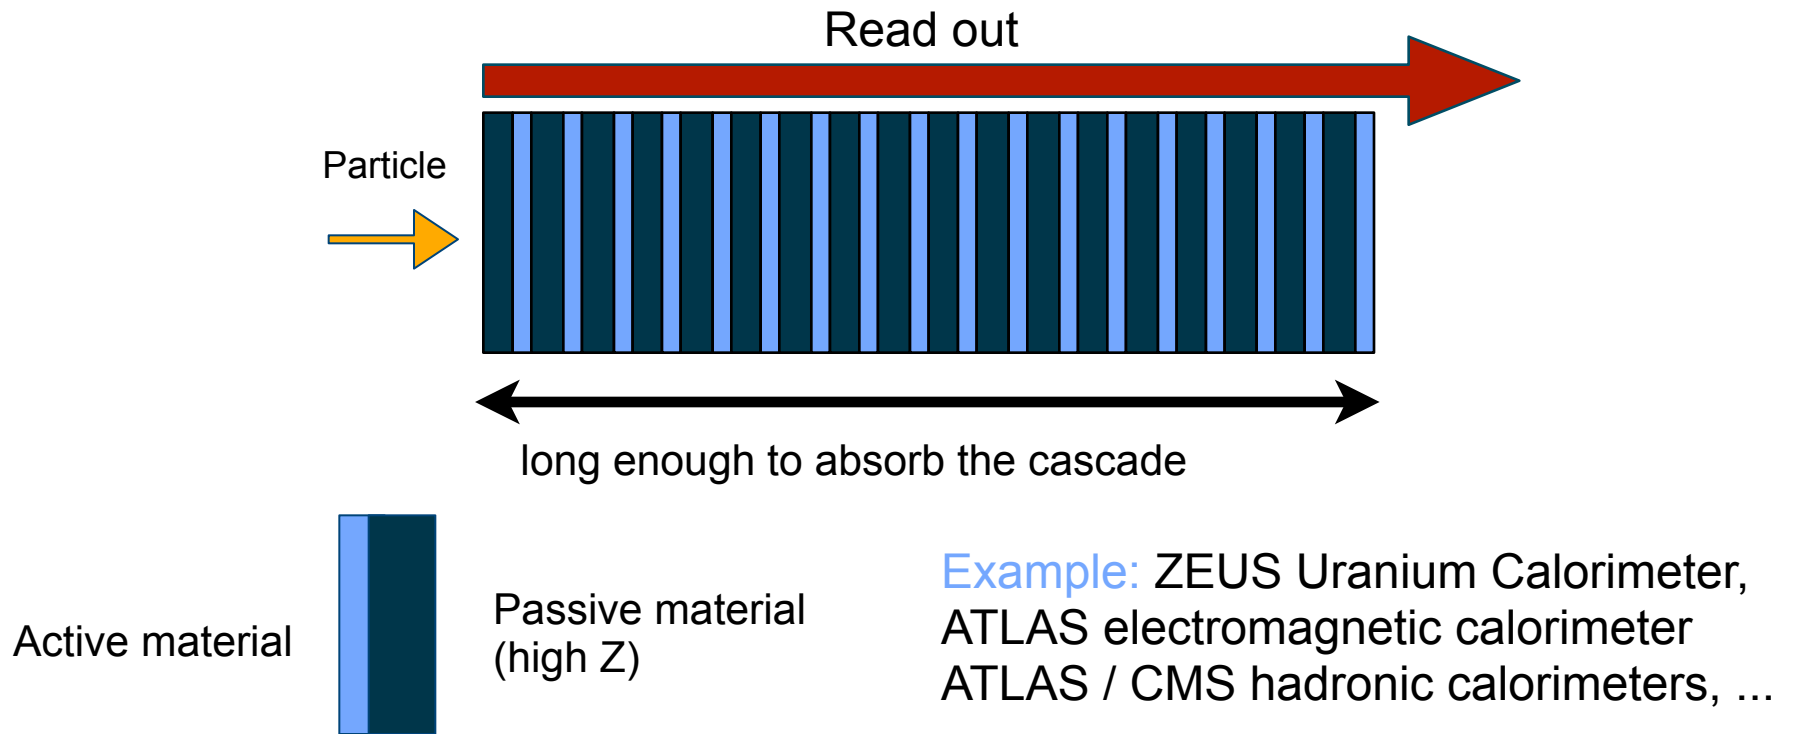 Read out
Particle
long enough to absorb the cascade
Active material
Passive material
(high Z)
Example: ZEUS Uranium Calorimeter,
ATLAS electromagnetic calorimeter
ATLAS / CMS hadronic calorimeters, ...